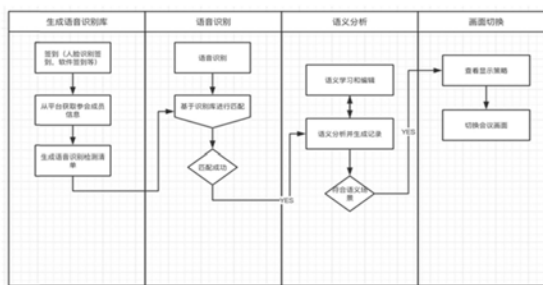 生成语音识别库
语音识别
语义分析
画面切换
签到（人脸识别签
到、软件签到等）
从平台获取参会成员
信息
生成语音识别检测清
单
语音识别
基于识别库进行匹配
匹配成功
YES
语义学习和编辑
语义分析并生成记录
符合语义场
景
YES
查看显示策略
切换会议画面